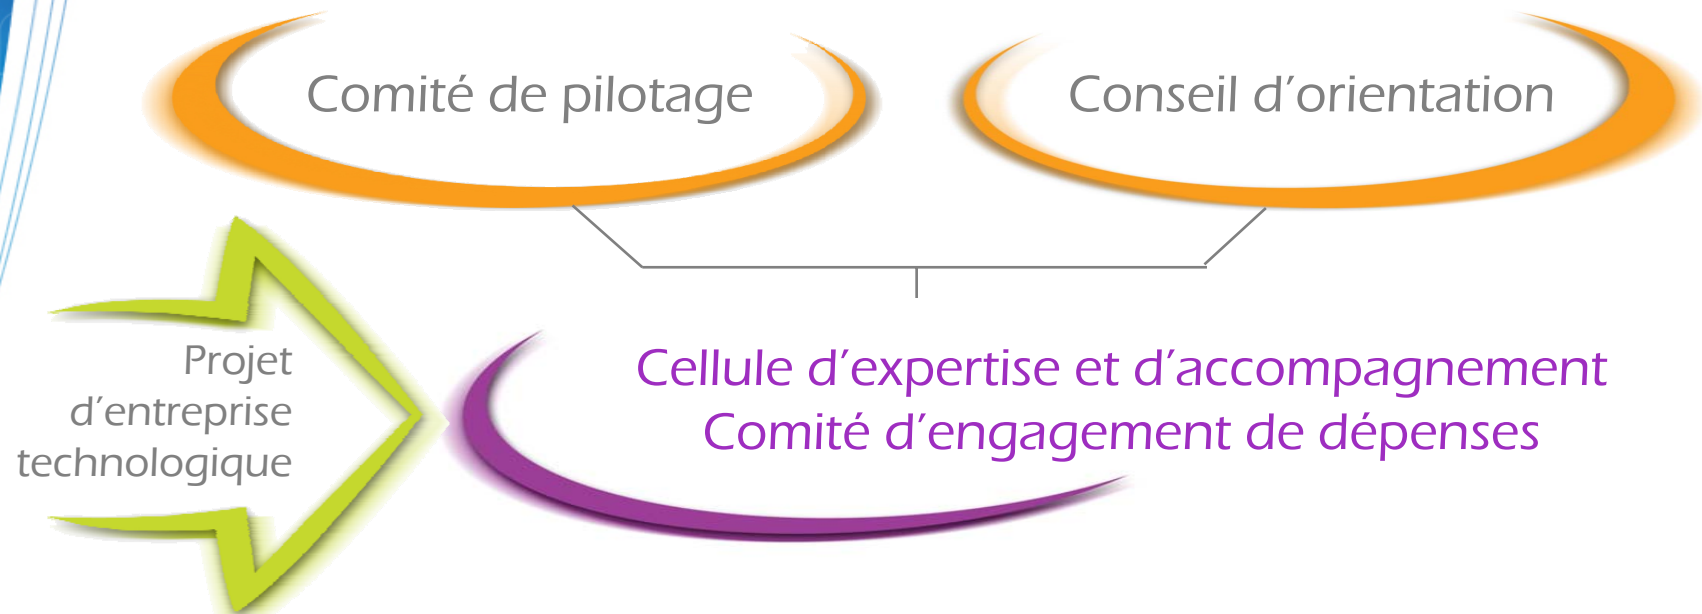 Comité de pilotage
Conseil d’orientation
Projet
d’entreprise
technologique
Cellule d’expertise et d’accompagnement
Comité d’engagement de dépenses